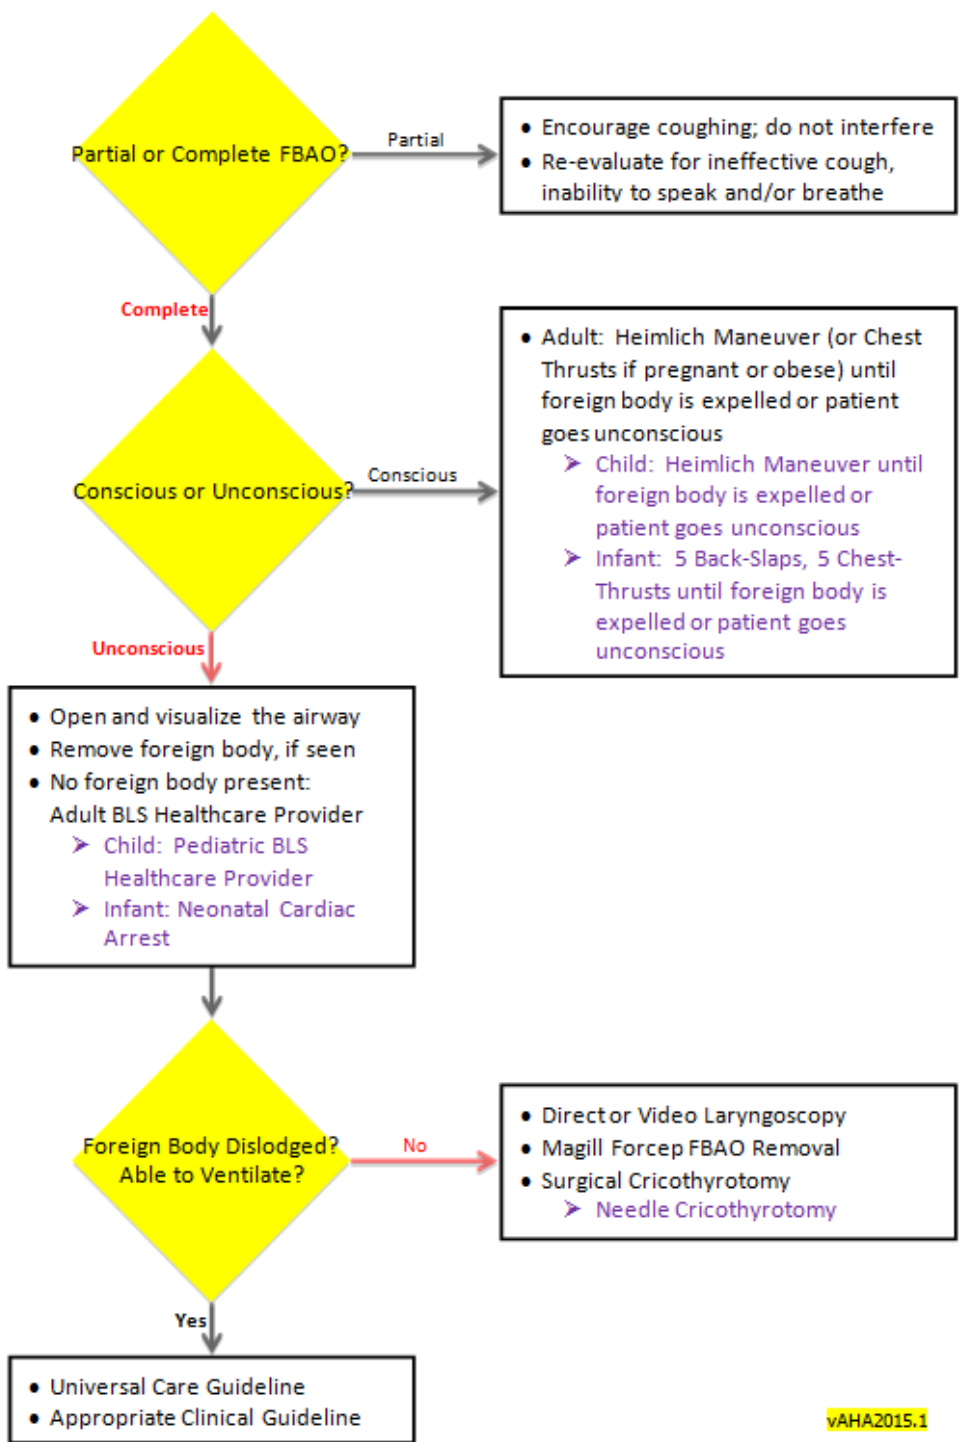 Partial or Complete FBAO?
Partial
• Encourage coughing; do not interfere
• Re-evaluate for ineffective cough,
inability to speak and/or breathe
Complete
Conscious or Unconscious?
Conscious
• Adult: Heimlich Maneuver (or Chest
Thrusts if pregnant or obese) until
foreign body is expelled or patient
goes unconscious
➤ Child: Heimlich Maneuver until
foreign body is expelled or
patient goes unconscious
➤ Infant: 5 Back-Slaps, 5 Chest-
Thrusts until foreign body is
expelled or patient goes
unconscious
Unconscious
• Open and visualize the airway
• Remove foreign body, if seen
• No foreign body present:
Adult BLS Healthcare Provider
➤ Child: Pediatric BLS
Healthcare Provider
➤ Infant: Neonatal Cardiac
Arrest
Foreign Body Dislodged?
Able to Ventilate?
No
• Direct or Video Laryngoscopy
• Magill Forcep FBAO Removal
• Surgical Cricothyrotomy
➤ Needle Cricothyrotomy
Yes
• Universal Care Guideline
• Appropriate Clinical Guideline
vAHA2015.1